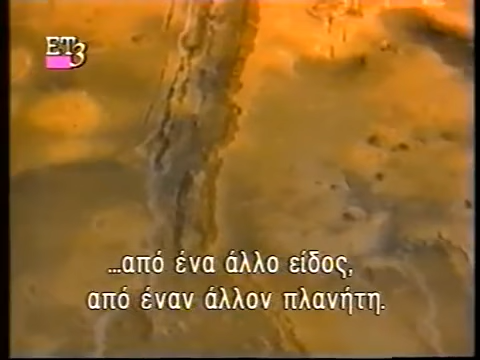 ET3
...από ένα άλλο είδος,
από έναν άλλον πλανήτη.